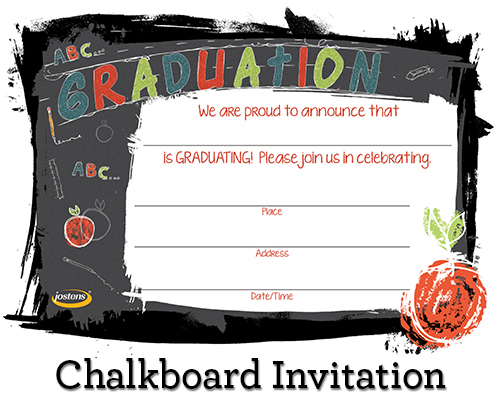 ABC...
GRADUATION
We are proud to announce that
is GRADUATING! Please join us in celebrating.
ABC...
Place
Address
jostens
Date/Time
Chalkboard Invitation